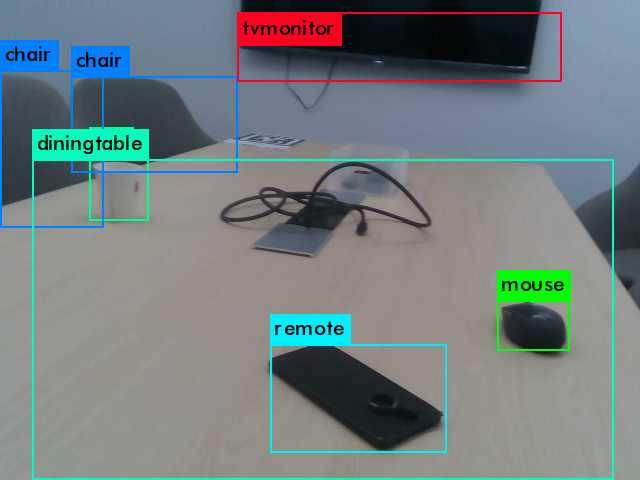 tvmonitor
chair
chair
diningtable
mouse
remote